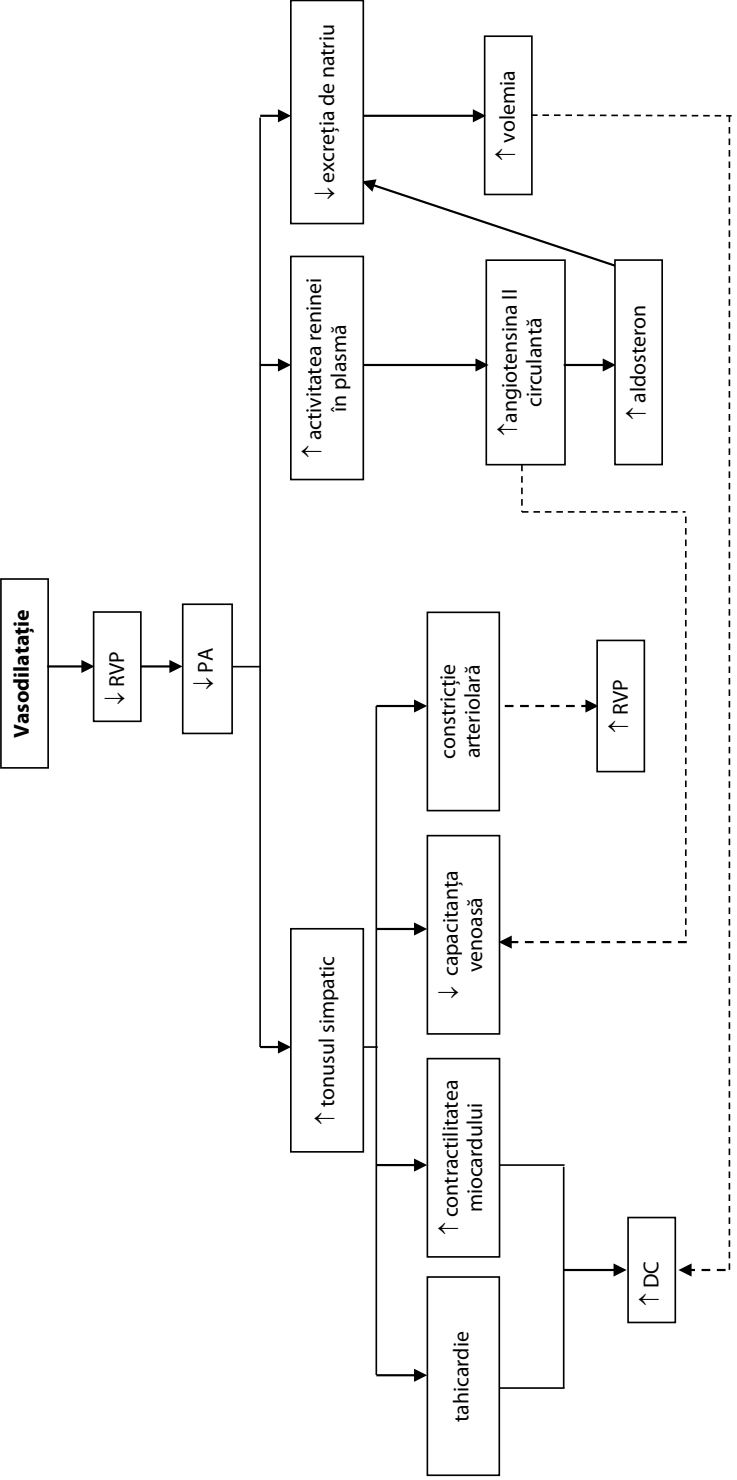 Vasodilatație
↓ RVP
↓ PA
↑ tonusul simpatic
↑ activitatea reninei
în plasmă
↓ excreția de natriu
tahicardie
↑ contractilitatea
miocardului
↓ capacitanța
venoasă
constricție
arteriolară
↑angiotensina II
circulantă
↑ volemia
↑ DC
↑ RVP
↑ aldosteron